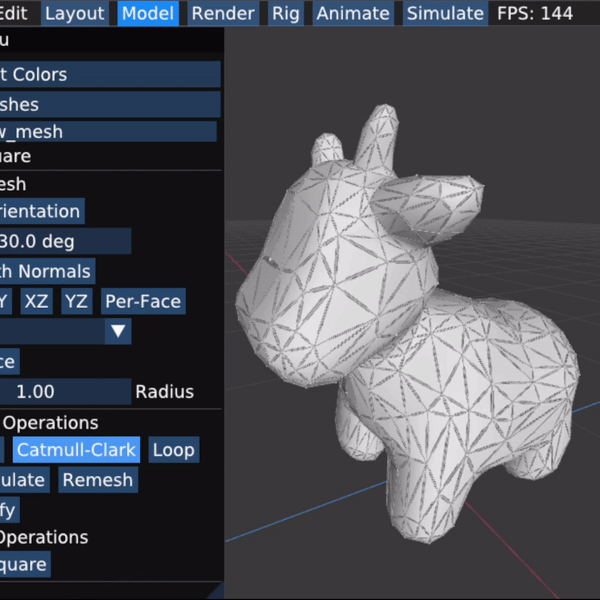 Edit Layout Model Render Rig Animate Simulate FPS: 144
u
t Colors
shes
w_mesh
uare
esh
rientation
30.0 deg
th Normals
Y XZ YZ Per-Face
ce
1.00 Radius
Operations
Catmull-Clark Loop
ulate Remesh
fy
Operations
quare